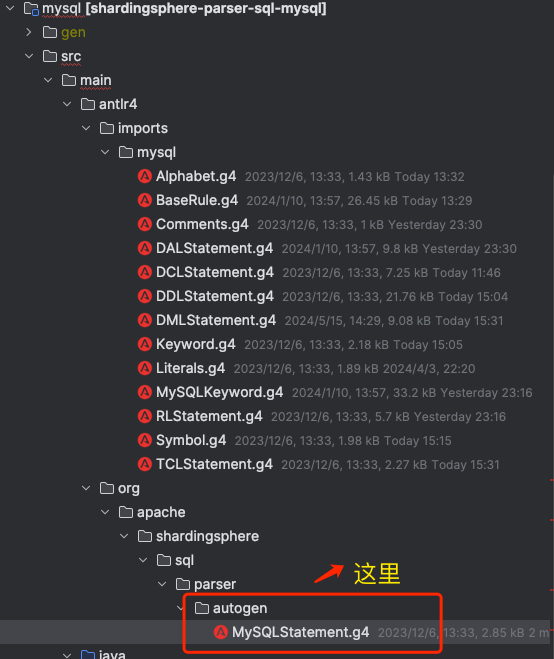 mysql [shardingsphere-parser-sql-mysql]
gen
src
main
antlr4
imports
mysql
Alphabet.g4 2023/12/6, 13:33, 1.43 kB Today 13:32
BaseRule.g4 2024/1/10, 13:57, 26.45 kB Today 13:29
Comments.g4 2023/12/6, 13:33, 1 kB Yesterday 23:30
DALStatement.g4 2024/1/10, 13:57, 9.8 kB Yesterday 23:30
DCLStatement.g4 2023/12/6, 13:33, 7.25 kB Today 11:46
DDLStatement.g4 2023/12/6, 13:33, 21.76 kB Today 15:04
DMLStatement.g4 2024/5/15, 14:29, 9.08 kB Today 15:31
Keyword.g4 2023/12/6, 13:33, 2.18 kB Today 15:05
Literals.g4 2023/12/6, 13:33, 1.89 kB 2024/4/3, 22:20
MySQLKeyword.g4 2024/1/10, 13:57, 33.2 kB Yesterday 23:16
RLStatement.g4 2023/12/6, 13:33, 5.7 kB Yesterday 23:16
Symbol.g4 2023/12/6, 13:33, 1.98 kB Today 15:15
TCLStatement.g4 2023/12/6, 13:33, 2.27 kB Today 15:31
org
apache
shardingsphere
sql
这里
parser
autogen
MySQLStatement.g4 2023/12/6, 13:33, 2.85 kB 2 m
java